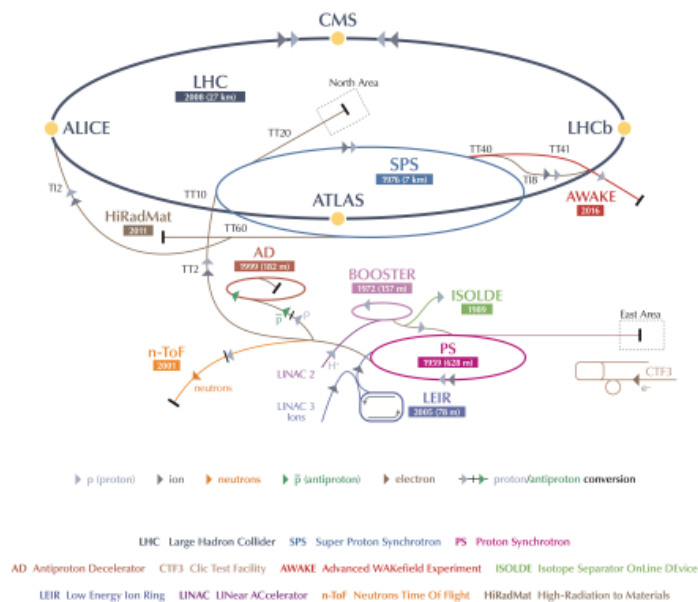 CMS
LHC
2008 (27 km)
North Area
ALICE
TT20
LHCb
TT40
TT41
SPS
1976 (7 km)
TI2
TT10
TI8
ATLAS
AWAKE
2016
HiRadMat
2011
TT60
AD
1999 (182 m)
TT2
BOOSTER
1972 (157 m)
ISOLDE
1989
p̅
p
East Area
n-ToF
2001
PS
1959 (628 m)
H⁺
neutrons
LINAC 2
CTF3
e-
LEIR
2005 (78 m)
LINAC 3
Ions
p (proton) ion neutrons p̅ (antiproton) electron proton/antiproton conversion
LHC Large Hadron Collider SPS Super Proton Synchrotron PS Proton Synchrotron
AD Antiproton Decelerator CTF3 Clic Test Facility AWAKE Advanced WAKefield Experiment ISOLDE Isotope Separator OnLine DEvice
LEIR Low Energy Ion Ring LINAC LINear ACcelerator n-ToF Neutrons Time Of Flight HiRadMat High-Radiation to Materials